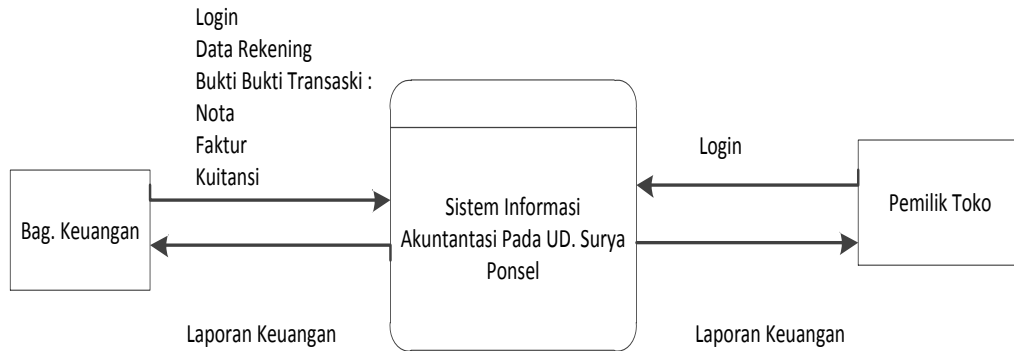 Login
Data Rekening
Bukti Bukti Transaski :
Nota
Faktur
Kuitansi
Bag. Keuangan
Sistem Informasi
Akuntantasi Pada UD. Surya
Ponsel
Login
Pemilik Toko
Laporan Keuangan
Laporan Keuangan